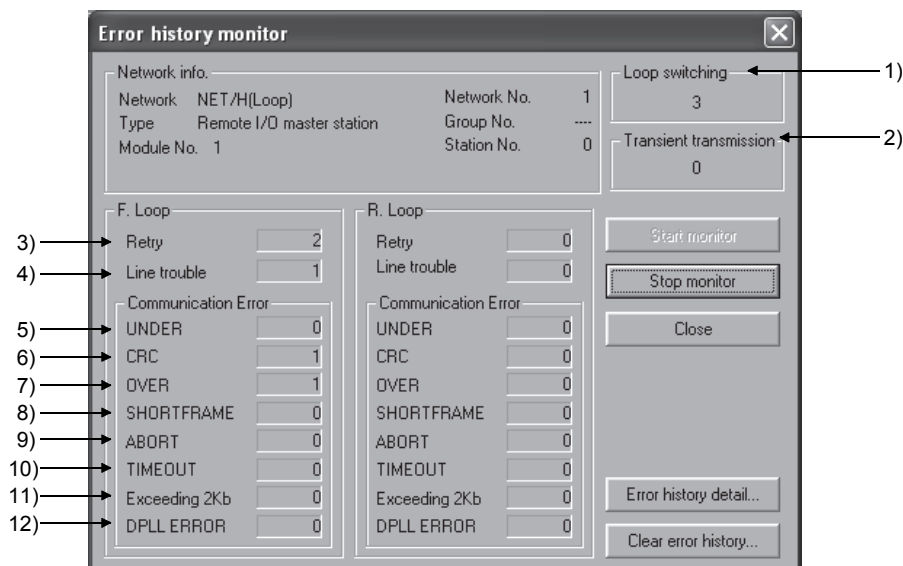 Error history monitor
Network info.
Network NET/H(Loop)
Type Remote I/O master station
Module No. 1
Network No. 1
Group No. ----
Station No. 0
Loop switching
3
1)
Transient transmission
0
2)
F. Loop
3) Retry 2
4) Line trouble 1
Communication Error
5) UNDER 0
6) CRC 1
7) OVER 1
8) SHORTFRAME 0
9) ABORT 0
10) TIMEOUT 0
11) Exceeding 2Kb 0
12) DPLL ERROR 0
R. Loop
Retry 0
Line trouble 0
Communication Error
UNDER 0
CRC 0
OVER 0
SHORTFRAME 0
ABORT 0
TIMEOUT 0
Exceeding 2Kb 0
DPLL ERROR 0
Start monitor
Stop monitor
Close
Error history detail...
Clear error history...